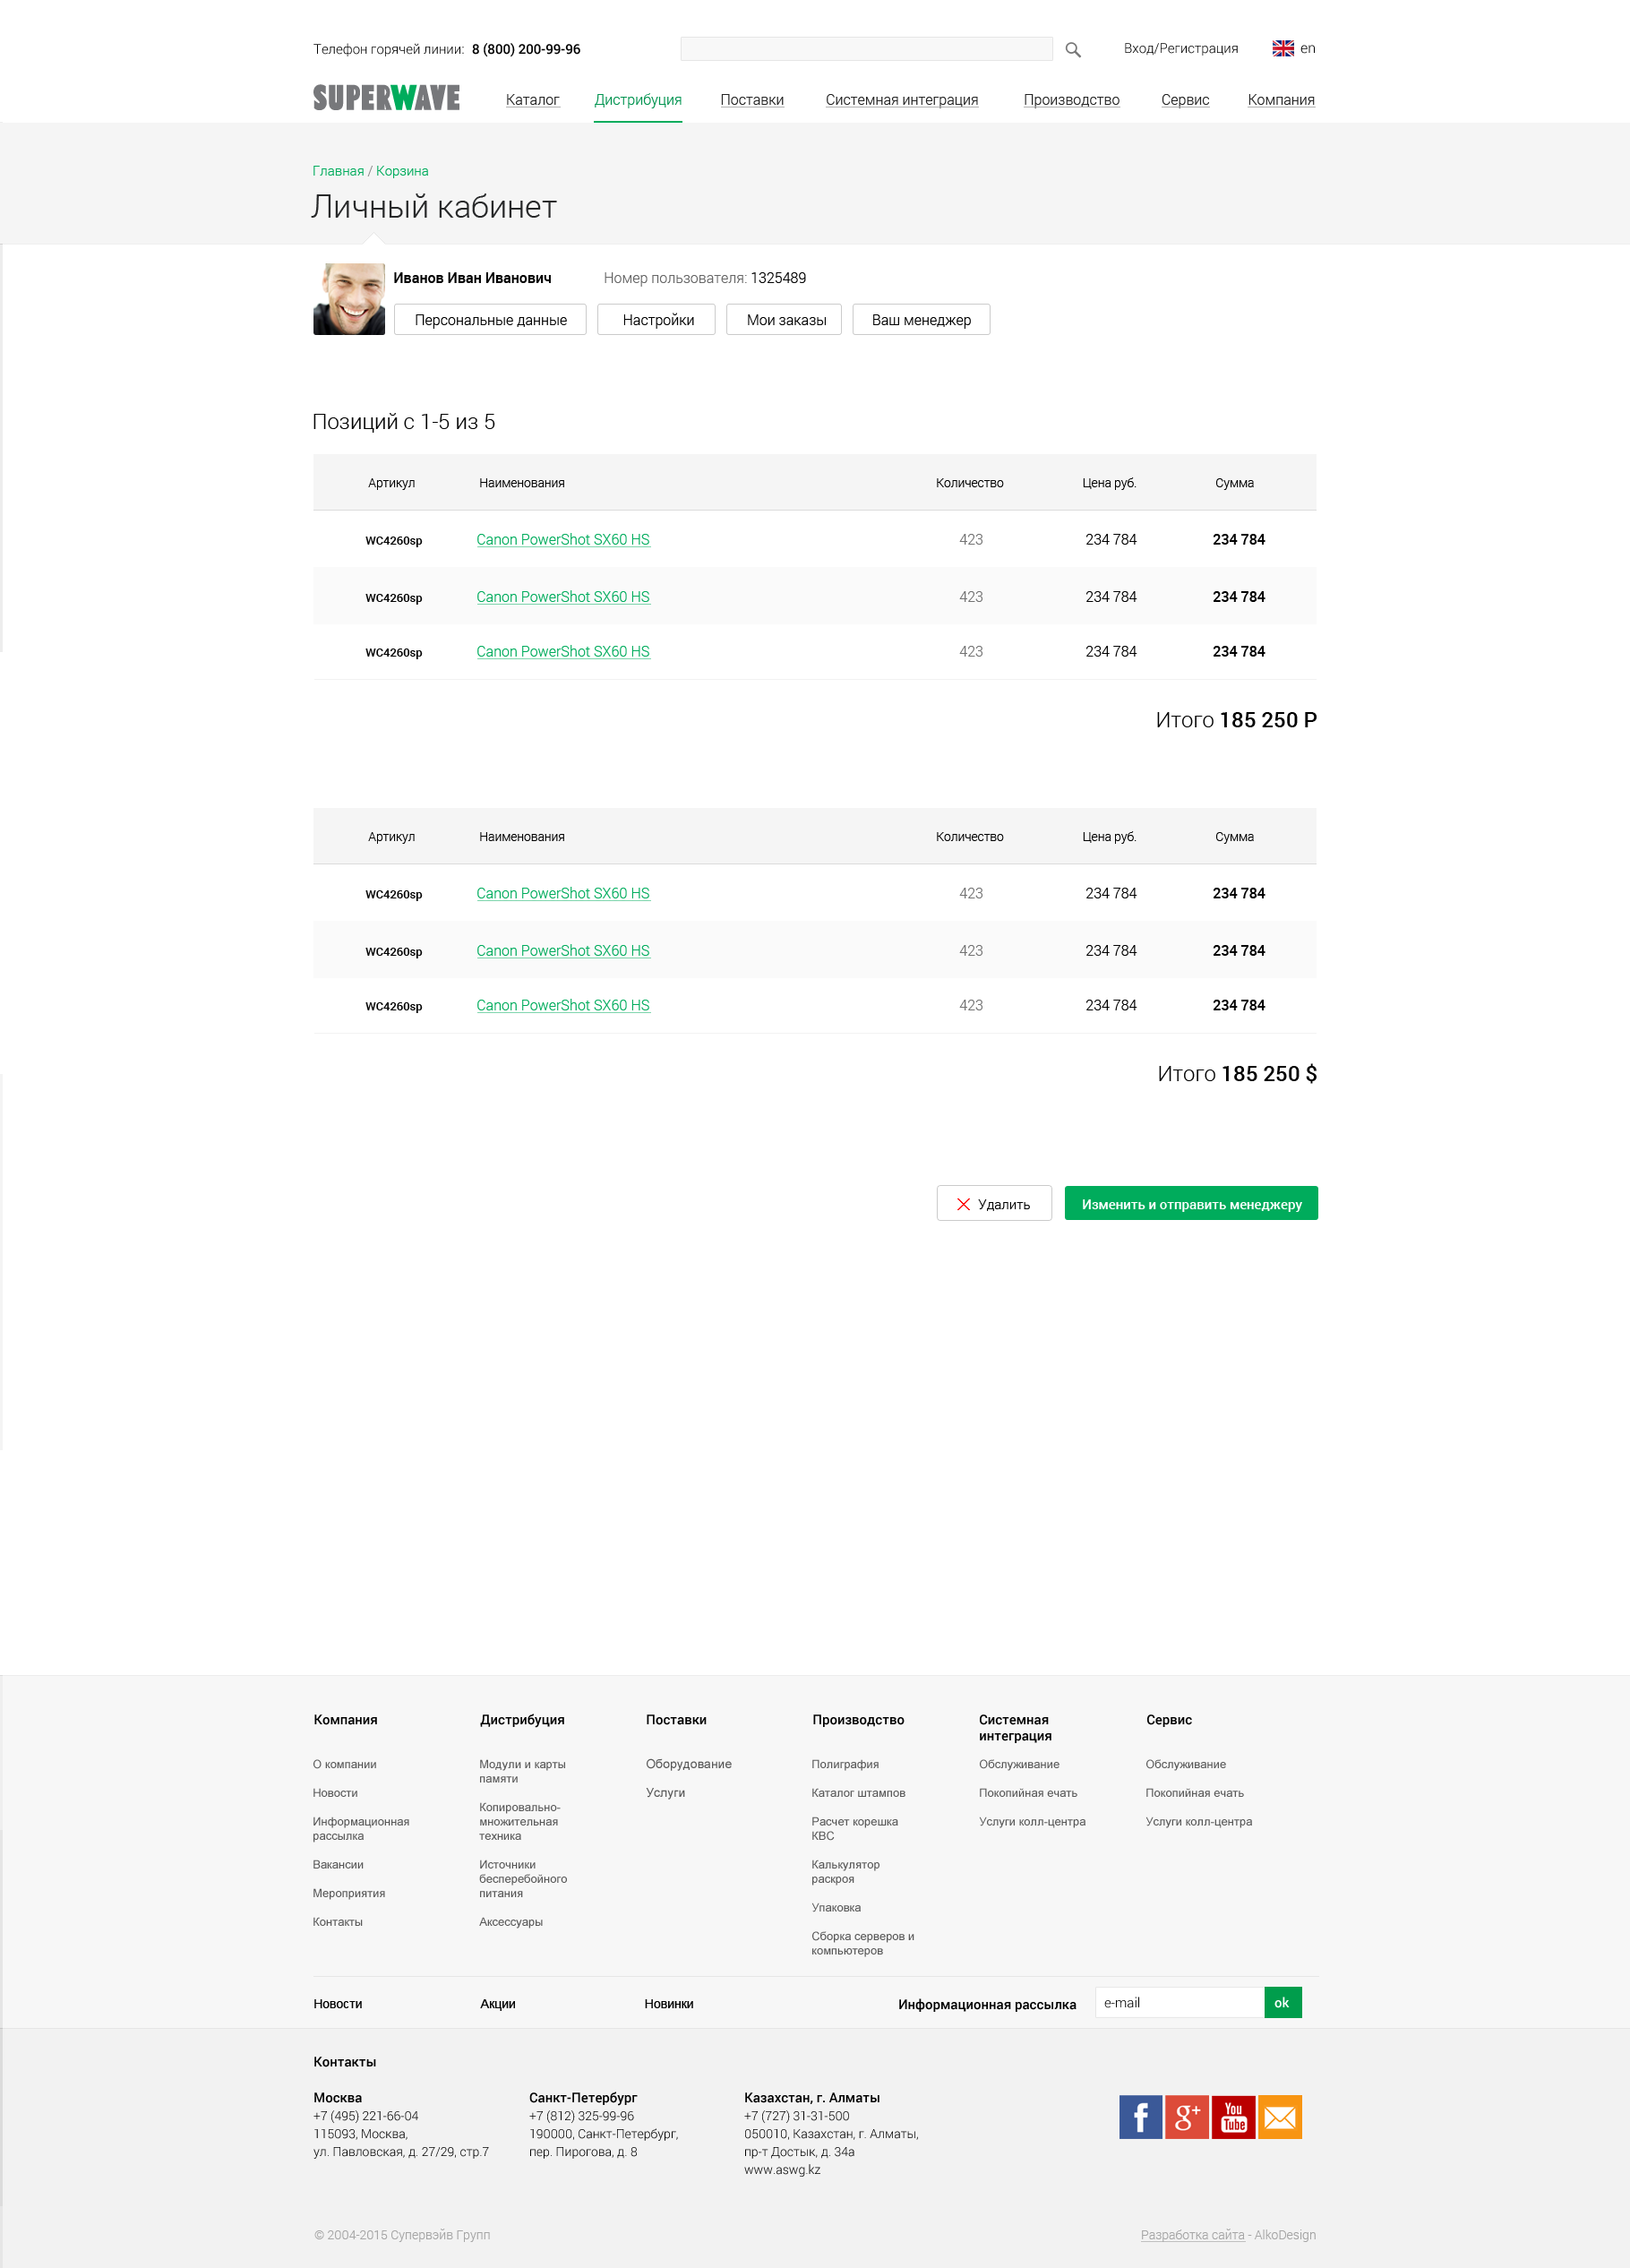 Телефон горячей линии: 8 (800) 200-99-96
Вход/Регистрация
en
SUPERWAVE
Каталог Дистрибуция Поставки Системная интеграция Производство Сервис Компания
Главная / Корзина
Личный кабинет
Иванов Иван Иванович Номер пользователя: 1325489
Персональные данные Настройки Мои заказы Ваш менеджер
Позиций с 1-5 из 5
Артикул Наименования Количество Цена руб. Сумма
WC4260sp Canon PowerShot SX60 HS 423 234 784 234 784
WC4260sp Canon PowerShot SX60 HS 423 234 784 234 784
WC4260sp Canon PowerShot SX60 HS 423 234 784 234 784
Итого 185 250 Р
Артикул Наименования Количество Цена руб. Сумма
WC4260sp Canon PowerShot SX60 HS 423 234 784 234 784
WC4260sp Canon PowerShot SX60 HS 423 234 784 234 784
WC4260sp Canon PowerShot SX60 HS 423 234 784 234 784
Итого 185 250 $
Удалить Изменить и отправить менеджеру
Компания
О компании
Новости
Информационная
рассылка
Вакансии
Мероприятия
Контакты
Дистрибуция
Модули и карты
памяти
Копировально-
множительная
техника
Источники
бесперебойного
питания
Аксессуары
Поставки
Оборудование
Услуги
Производство
Полиграфия
Каталог штампов
Расчет корешка
КВС
Калькулятор
раскроя
Упаковка
Сборка серверов и
компьютеров
Системная
интеграция
Обслуживание
Покопийная ечать
Услуги колл-центра
Сервис
Обслуживание
Покопийная ечать
Услуги колл-центра
Новости Акции Новинки Информационная рассылка e-mail ok
Контакты
Москва
+7 (495) 221-66-04
115093, Москва,
ул. Павловская, д. 27/29, стр.7
Санкт-Петербург
+7 (812) 325-99-96
190000, Санкт-Петербург,
пер. Пирогова, д. 8
Казахстан, г. Алматы
+7 (727) 31-31-500
050010, Казахстан, г. Алматы,
пр-т Достык, д. 34а
www.aswg.kz
f g+ You Tube
© 2004-2015 Супервэйв Групп
Разработка сайта - AlkoDesign